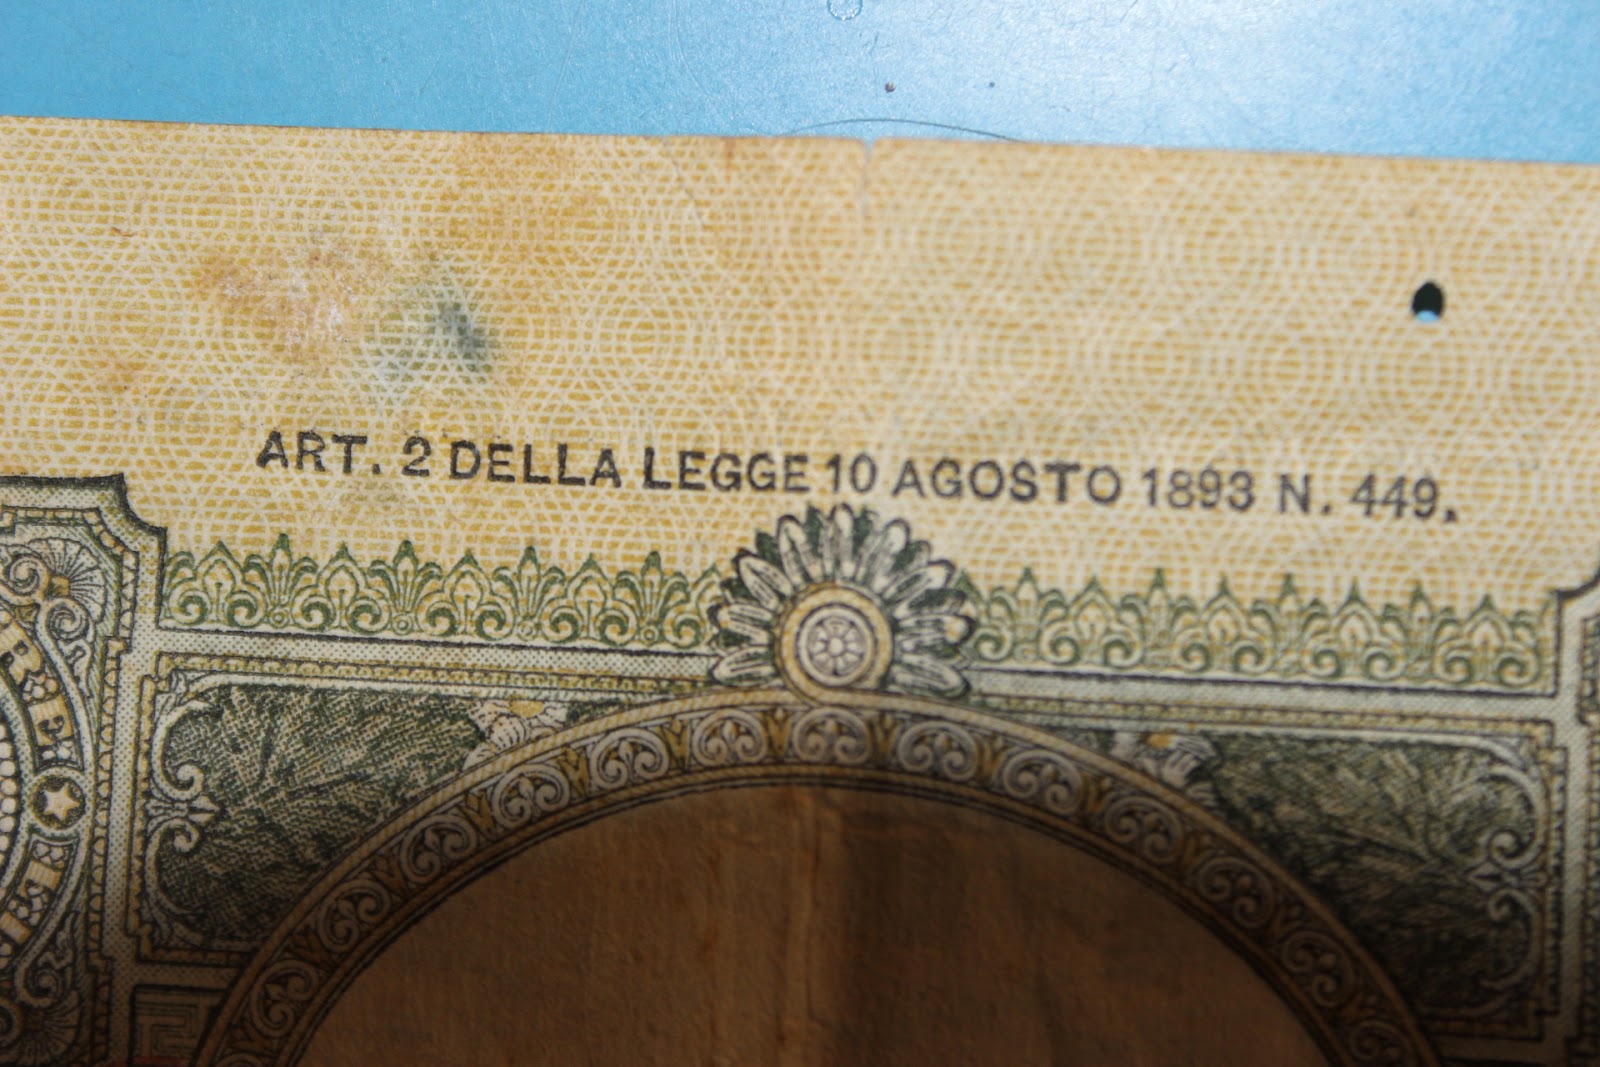 ART. 2 DELLA LEGGE 10 AGOSTO 1893 N. 449.